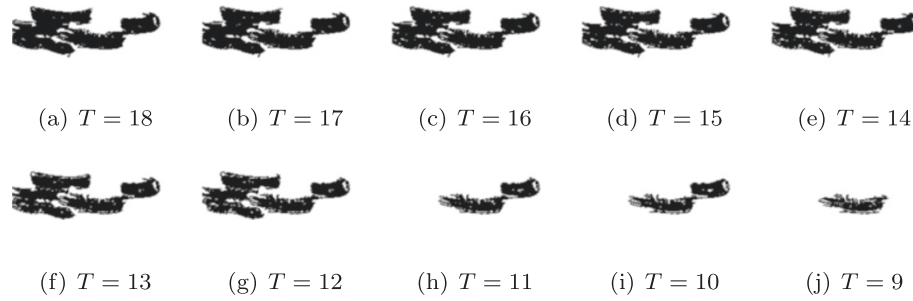 (a) T = 18 (b) T = 17 (c) T = 16 (d) T = 15 (e) T = 14
(f) T = 13 (g) T = 12 (h) T = 11 (i) T = 10 (j) T = 9